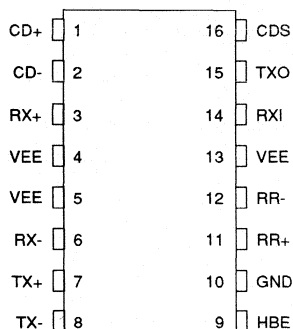 CD+ 1 16 CDS
CD- 2 15 TXO
RX+ 3 14 RXI
VEE 4 13 VEE
VEE 5 12 RR-
RX- 6 11 RR+
TX+ 7 10 GND
TX- 8 9 HBE